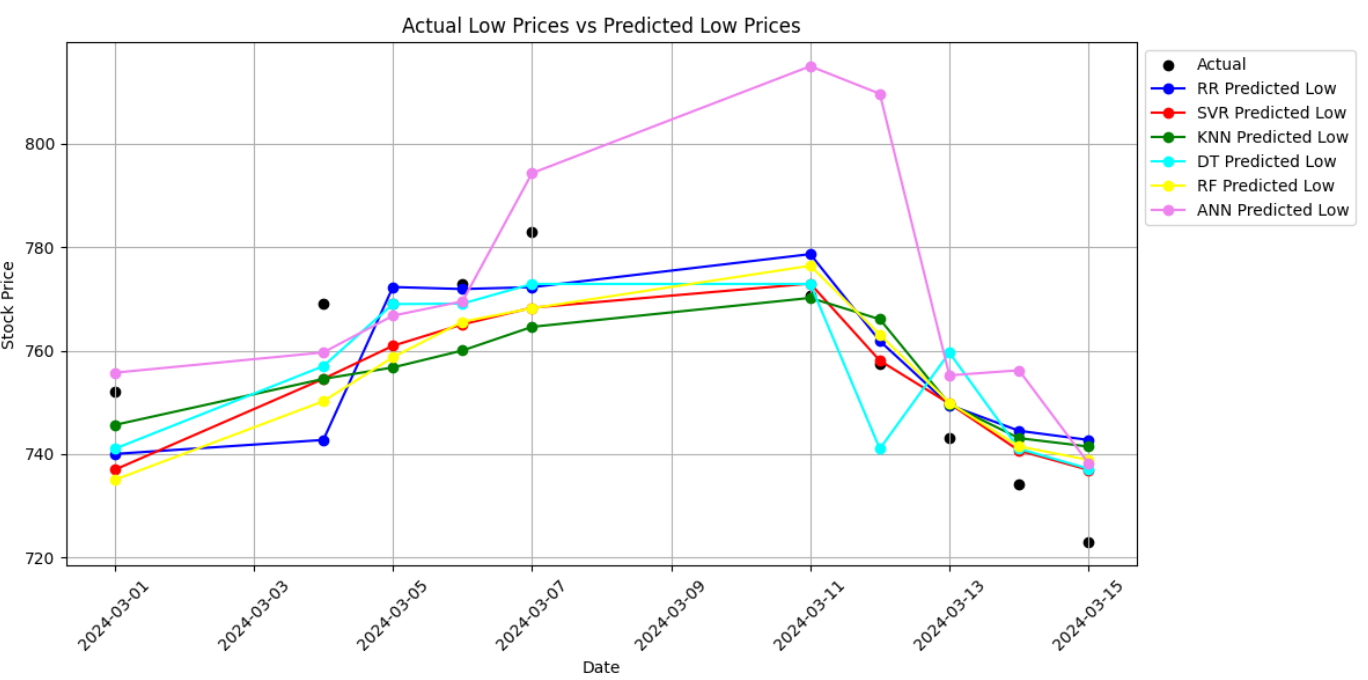 Actual Low Prices vs Predicted Low Prices
Actual
RR Predicted Low
SVR Predicted Low
KNN Predicted Low
DT Predicted Low
RF Predicted Low
ANN Predicted Low
Stock Price
800
780
760
740
720
2024-03-01
2024-03-03
2024-03-05
2024-03-07
2024-03-09
2024-03-11
2024-03-13
2024-03-15
Date